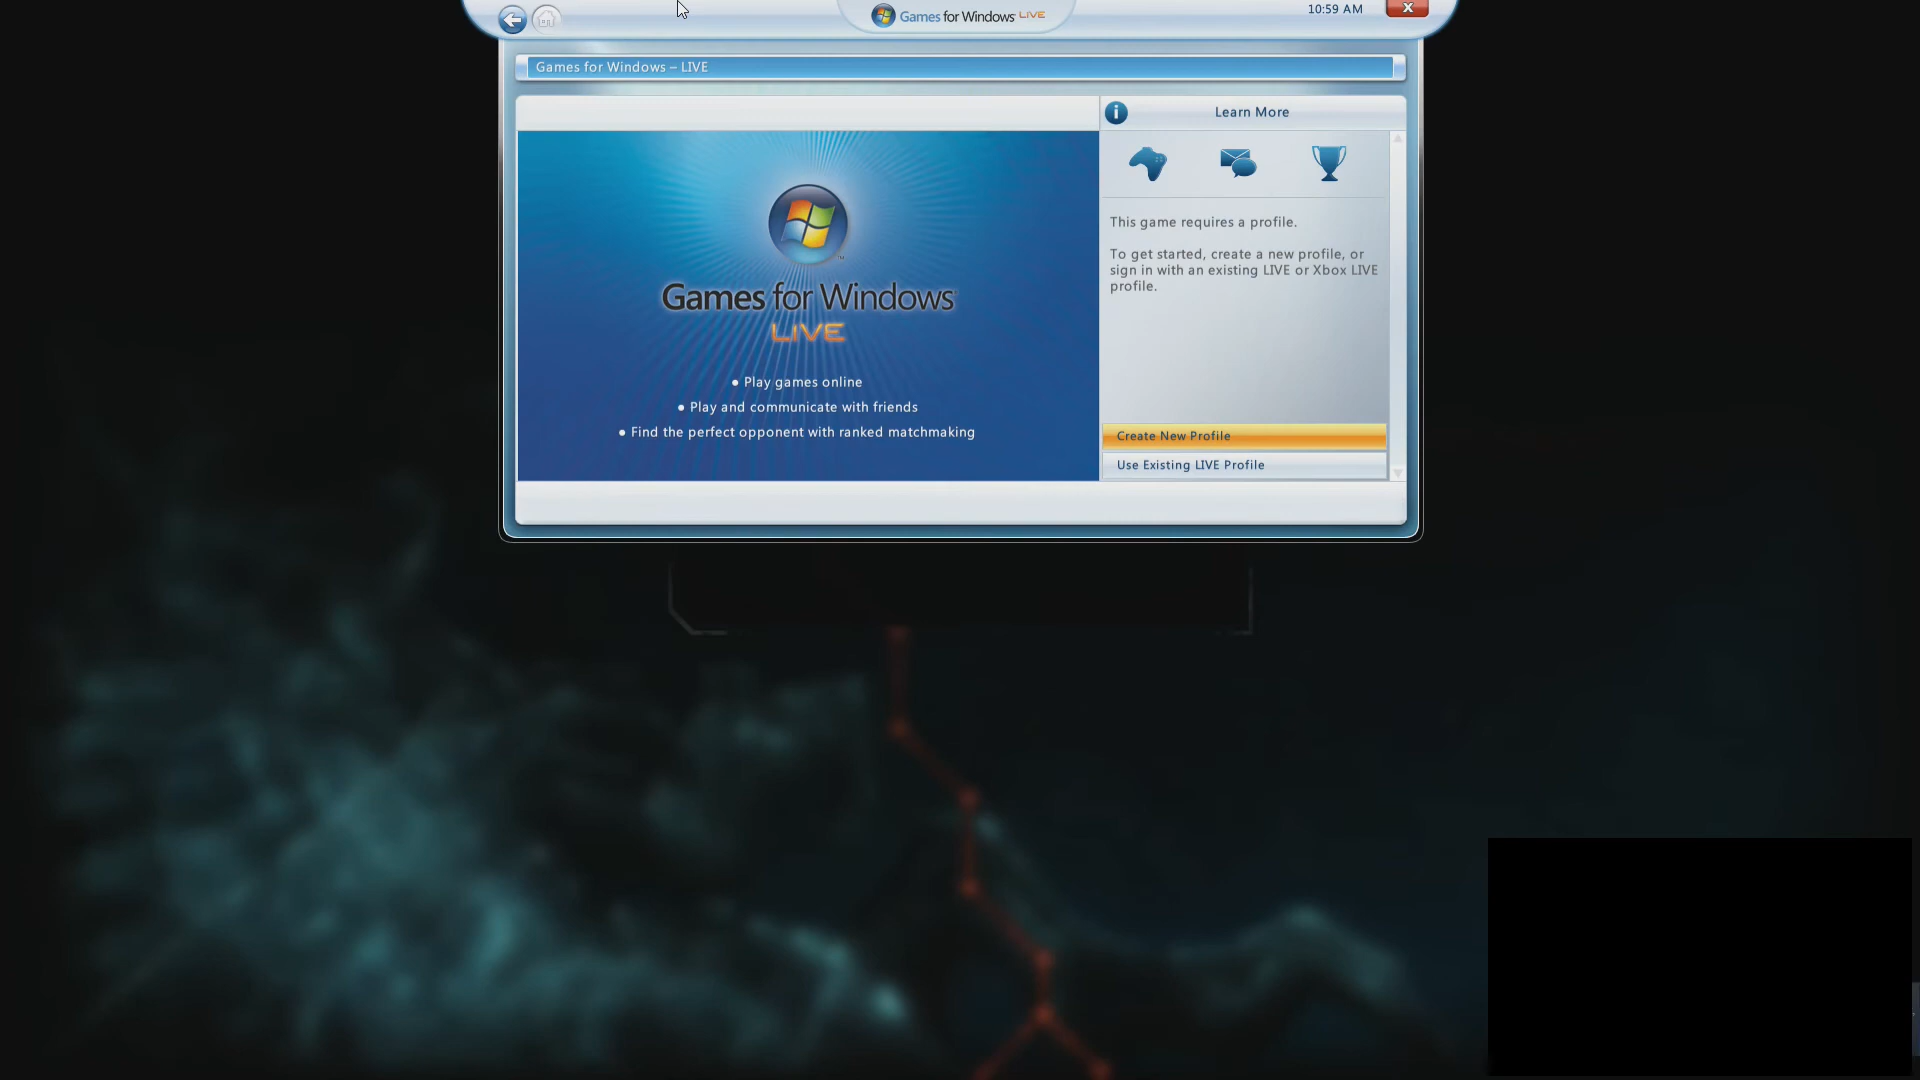 Games for Windows LIVE
10:59 AM
Games for Windows – LIVE
Learn More
Games for Windows
LIVE
• Play games online
• Play and communicate with friends
• Find the perfect opponent with ranked matchmaking
This game requires a profile.
To get started, create a new profile, or
sign in with an existing LIVE or Xbox LIVE
profile.
Create New Profile
Use Existing LIVE Profile